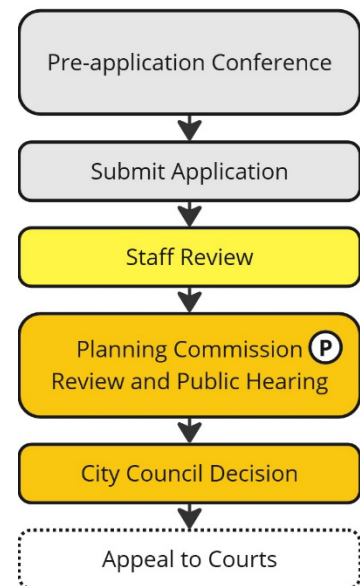 Pre-application Conference
Submit Application
Staff Review
Planning Commission P
Review and Public Hearing
City Council Decision
Appeal to Courts